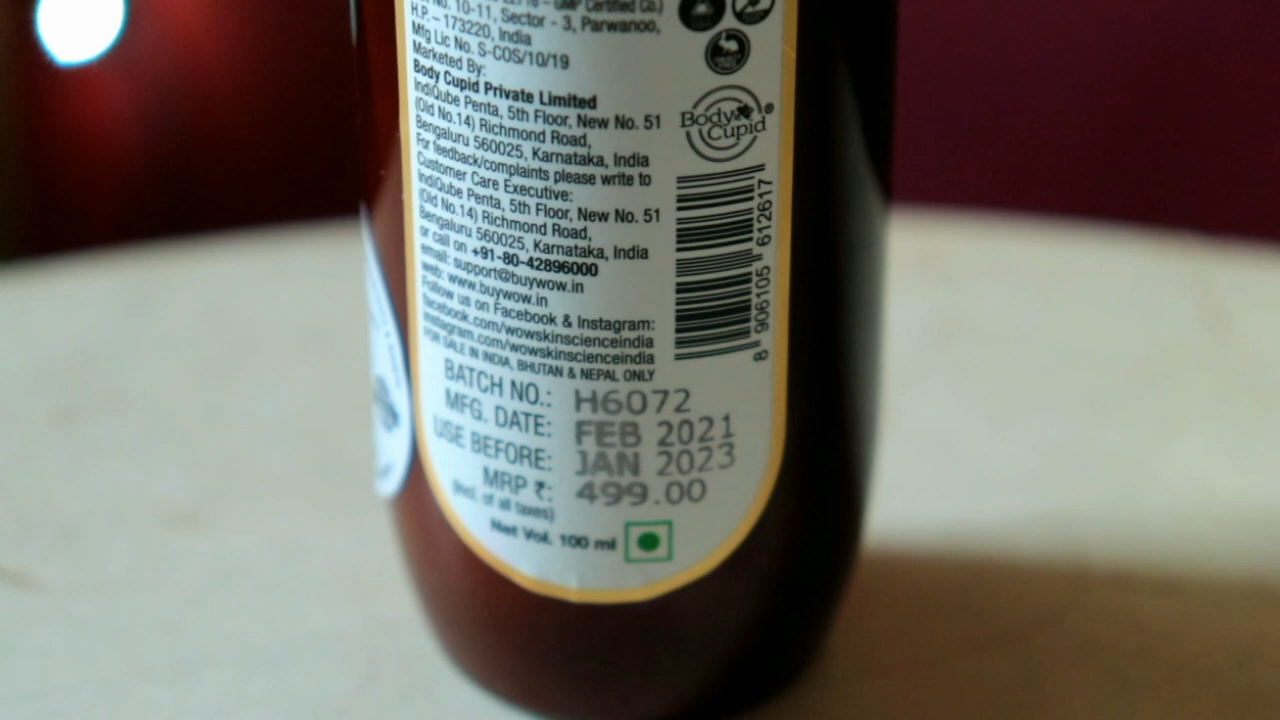 22716 – GMP Certified Co.)
No. 10-11, Sector - 3, Parwanoo,
H.P. – 173220, India
Mfg Lic No. S-COS/10/19
Marketed By:
Body Cupid Private Limited
IndiQube Penta, 5th Floor, New No. 51
(Old No.14) Richmond Road,
Bengaluru 560025, Karnataka, India
For feedback/complaints please write to
Customer Care Executive:
IndiQube Penta, 5th Floor, New No. 51
(Old No.14) Richmond Road,
Bengaluru 560025, Karnataka, India
or call on +91-80-42896000
email: support@buywow.in
web: www.buywow.in
Follow us on Facebook & Instagram:
facebook.com/wowskinscienceindia
instagram.com/wowskinscienceindia
FOR SALE IN INDIA, BHUTAN & NEPAL ONLY
BATCH NO.: H6072
MFG. DATE: FEB 2021
USE BEFORE: JAN 2023
MRP ₹: 499.00
(Incl. of all taxes)
Net Vol. 100 ml
Body Cupid®
8 906105 612617